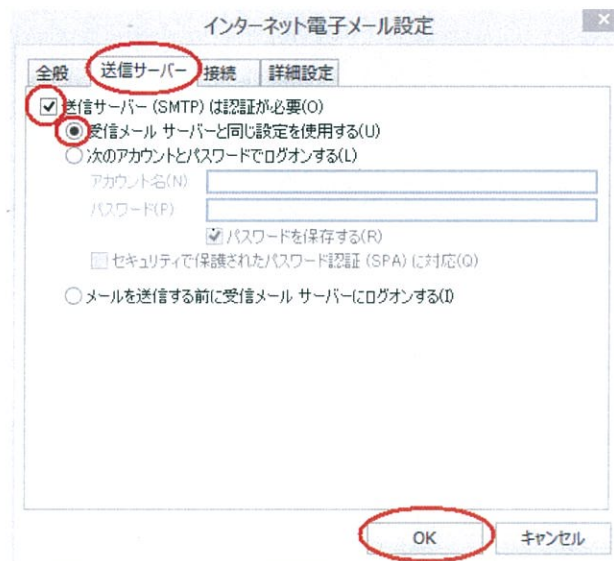 インターネット電子メール設定
全般 送信サーバー 接続 詳細設定
送信サーバー (SMTP) は認証が必要(O)
受信メール サーバーと同じ設定を使用する(U)
次のアカウントとパスワードでログオンする(L)
アカウント名(N)
パスワード(P)
パスワードを保存する(R)
セキュリティで保護されたパスワード認証 (SPA) に対応(Q)
メールを送信する前に受信メール サーバーにログオンする(I)
OK キャンセル